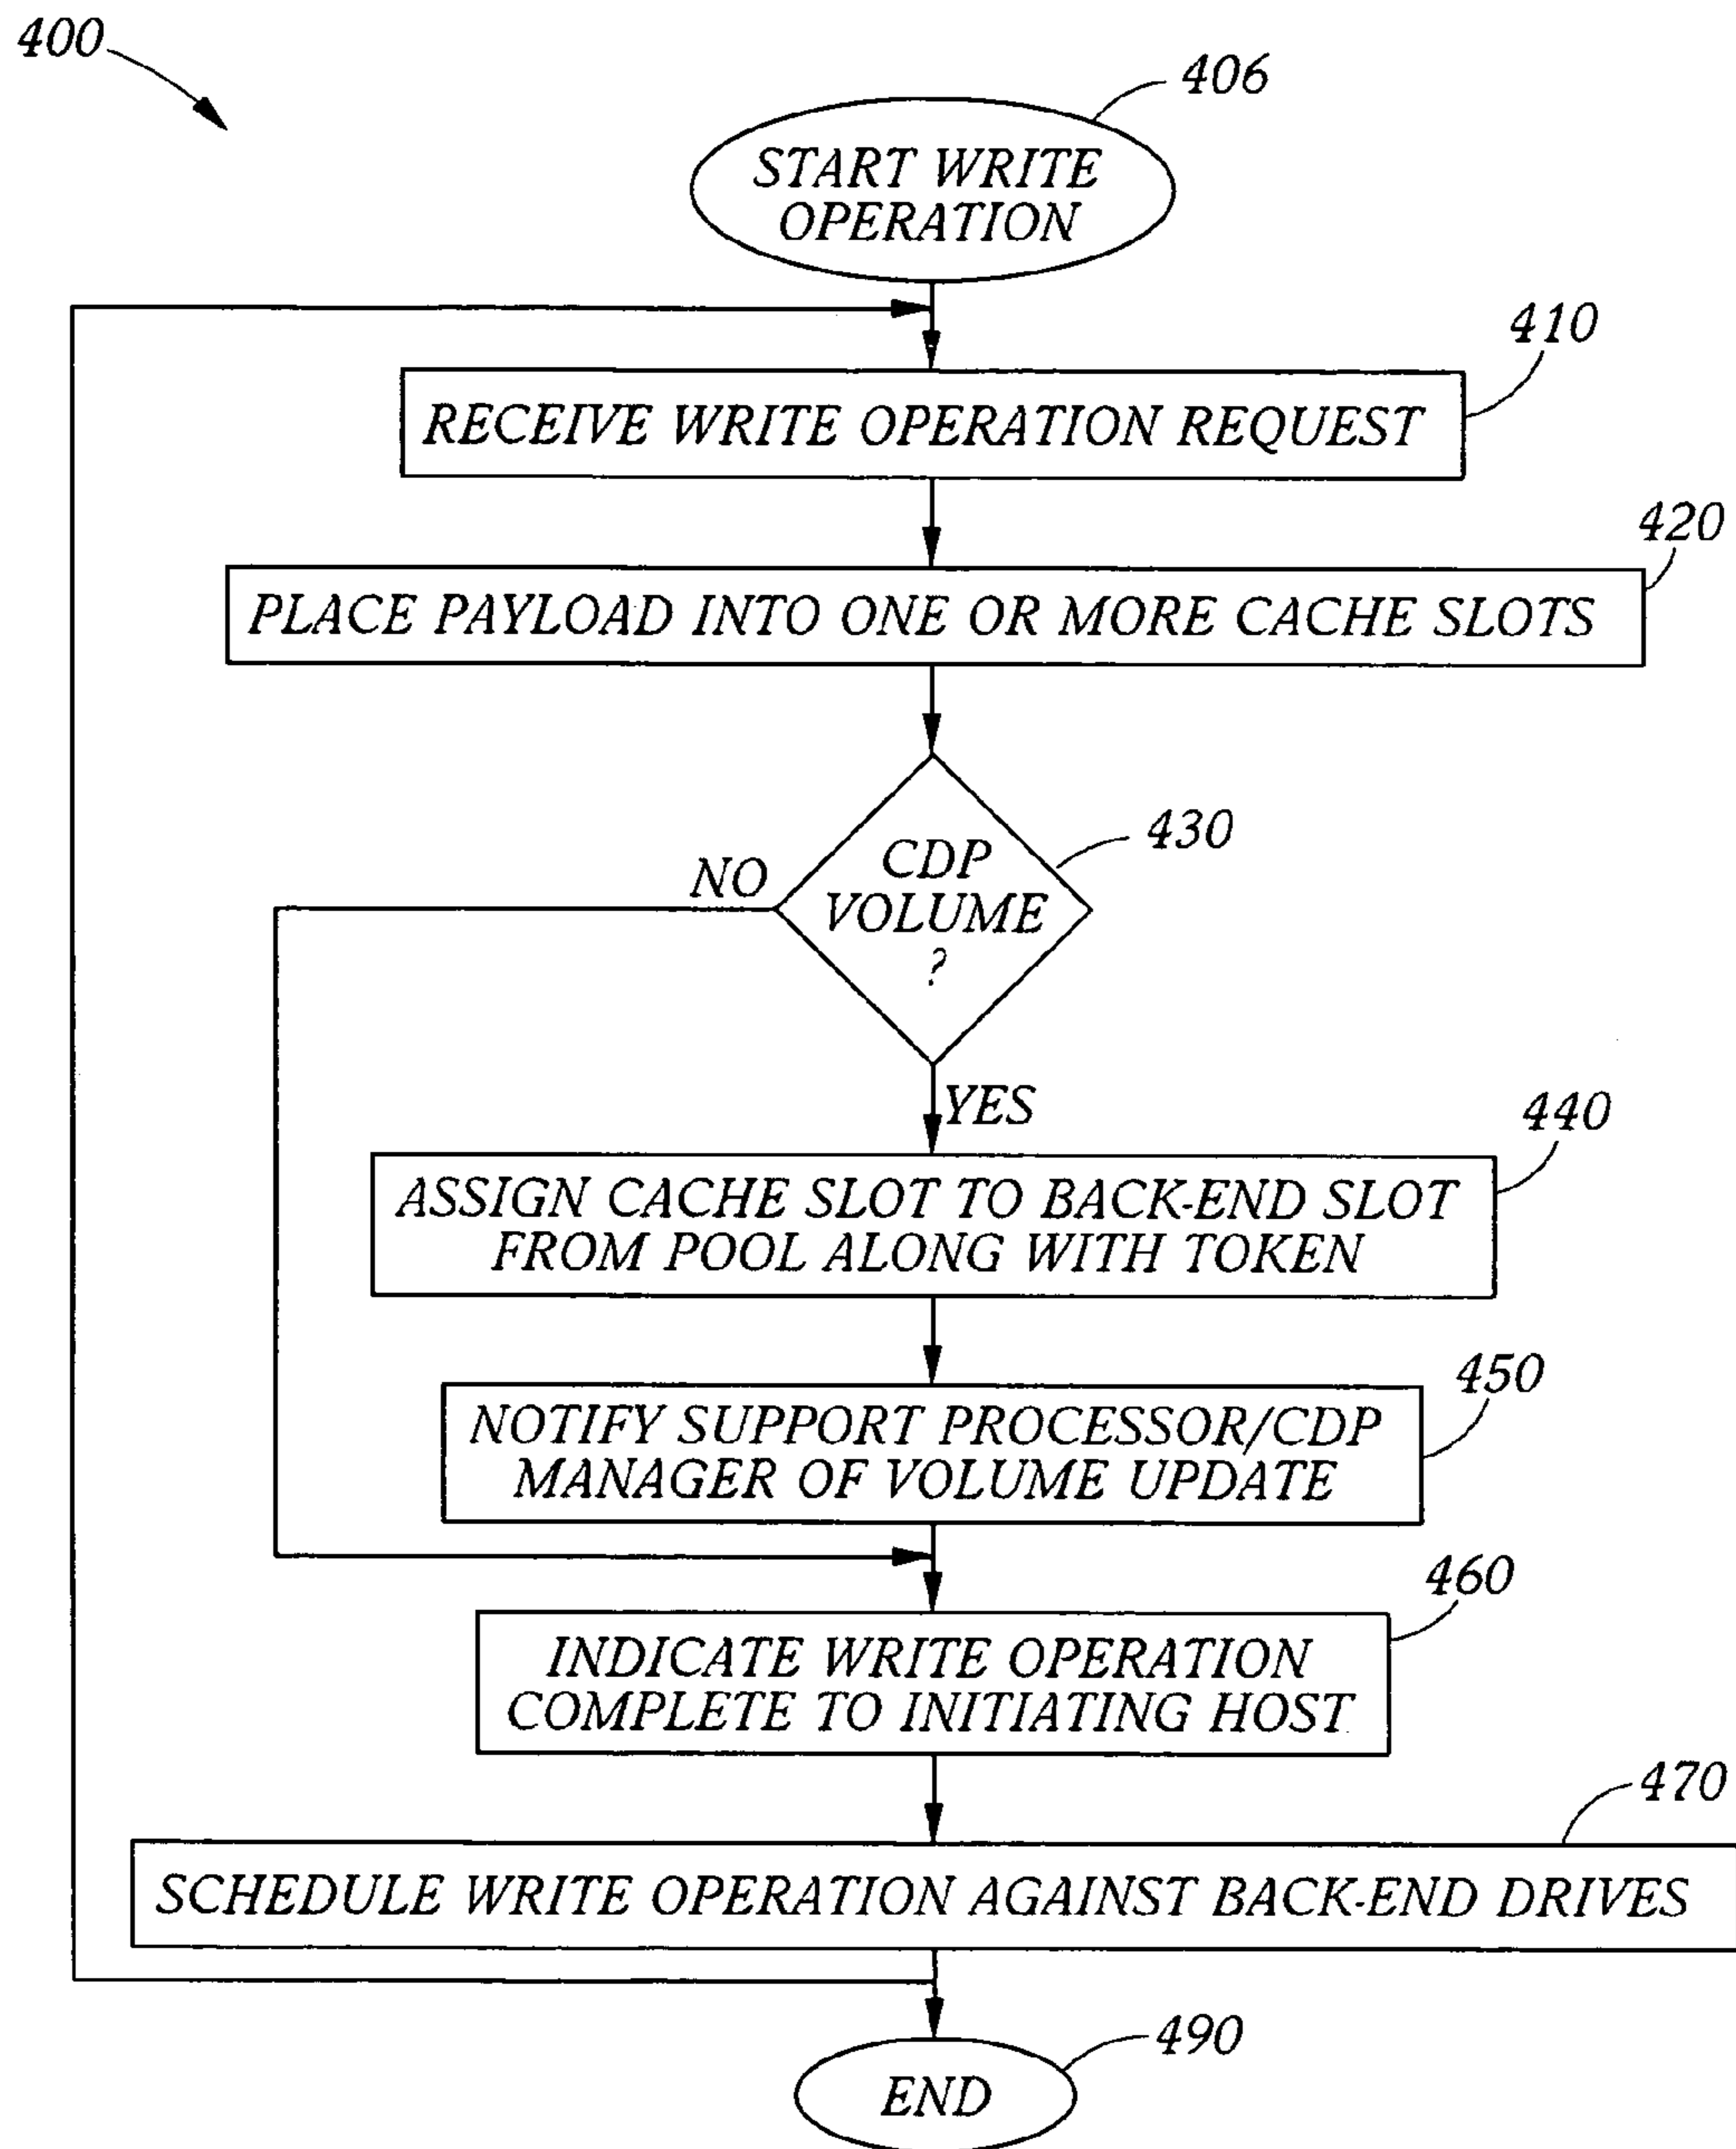 400
406
START WRITE
OPERATION
410
RECEIVE WRITE OPERATION REQUEST
420
PLACE PAYLOAD INTO ONE OR MORE CACHE SLOTS
430
CDP
VOLUME
?
NO
YES
440
ASSIGN CACHE SLOT TO BACK-END SLOT
FROM POOL ALONG WITH TOKEN
450
NOTIFY SUPPORT PROCESSOR/CDP
MANAGER OF VOLUME UPDATE
460
INDICATE WRITE OPERATION
COMPLETE TO INITIATING HOST
470
SCHEDULE WRITE OPERATION AGAINST BACK-END DRIVES
490
END